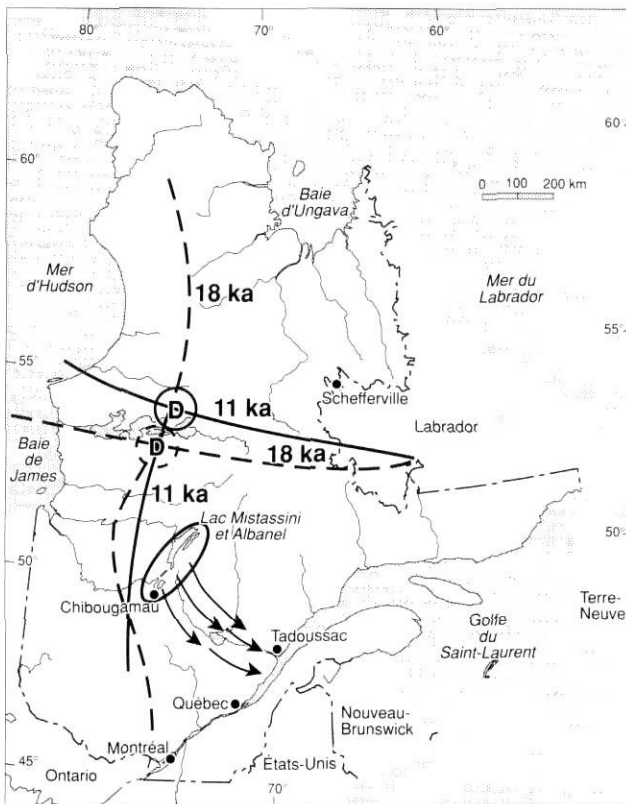 80°
70°
60°
60°
60°
Baie
d'Ungava
0 100 200 km
Mer
d'Hudson
Mer du
Labrador
18 ka
55°
55°
Schefferville
D
11 ka
Labrador
D
18 ka
Baie
de
James
11 ka
Lac Mistassini
et Albanel
50°
50°
Chibougamau
Terre-
Neuve
Golfe
du
Saint-Laurent
Tadoussac
Québec
Nouveau-
Brunswick
Montréal
45°
Ontario
États-Unis
70°